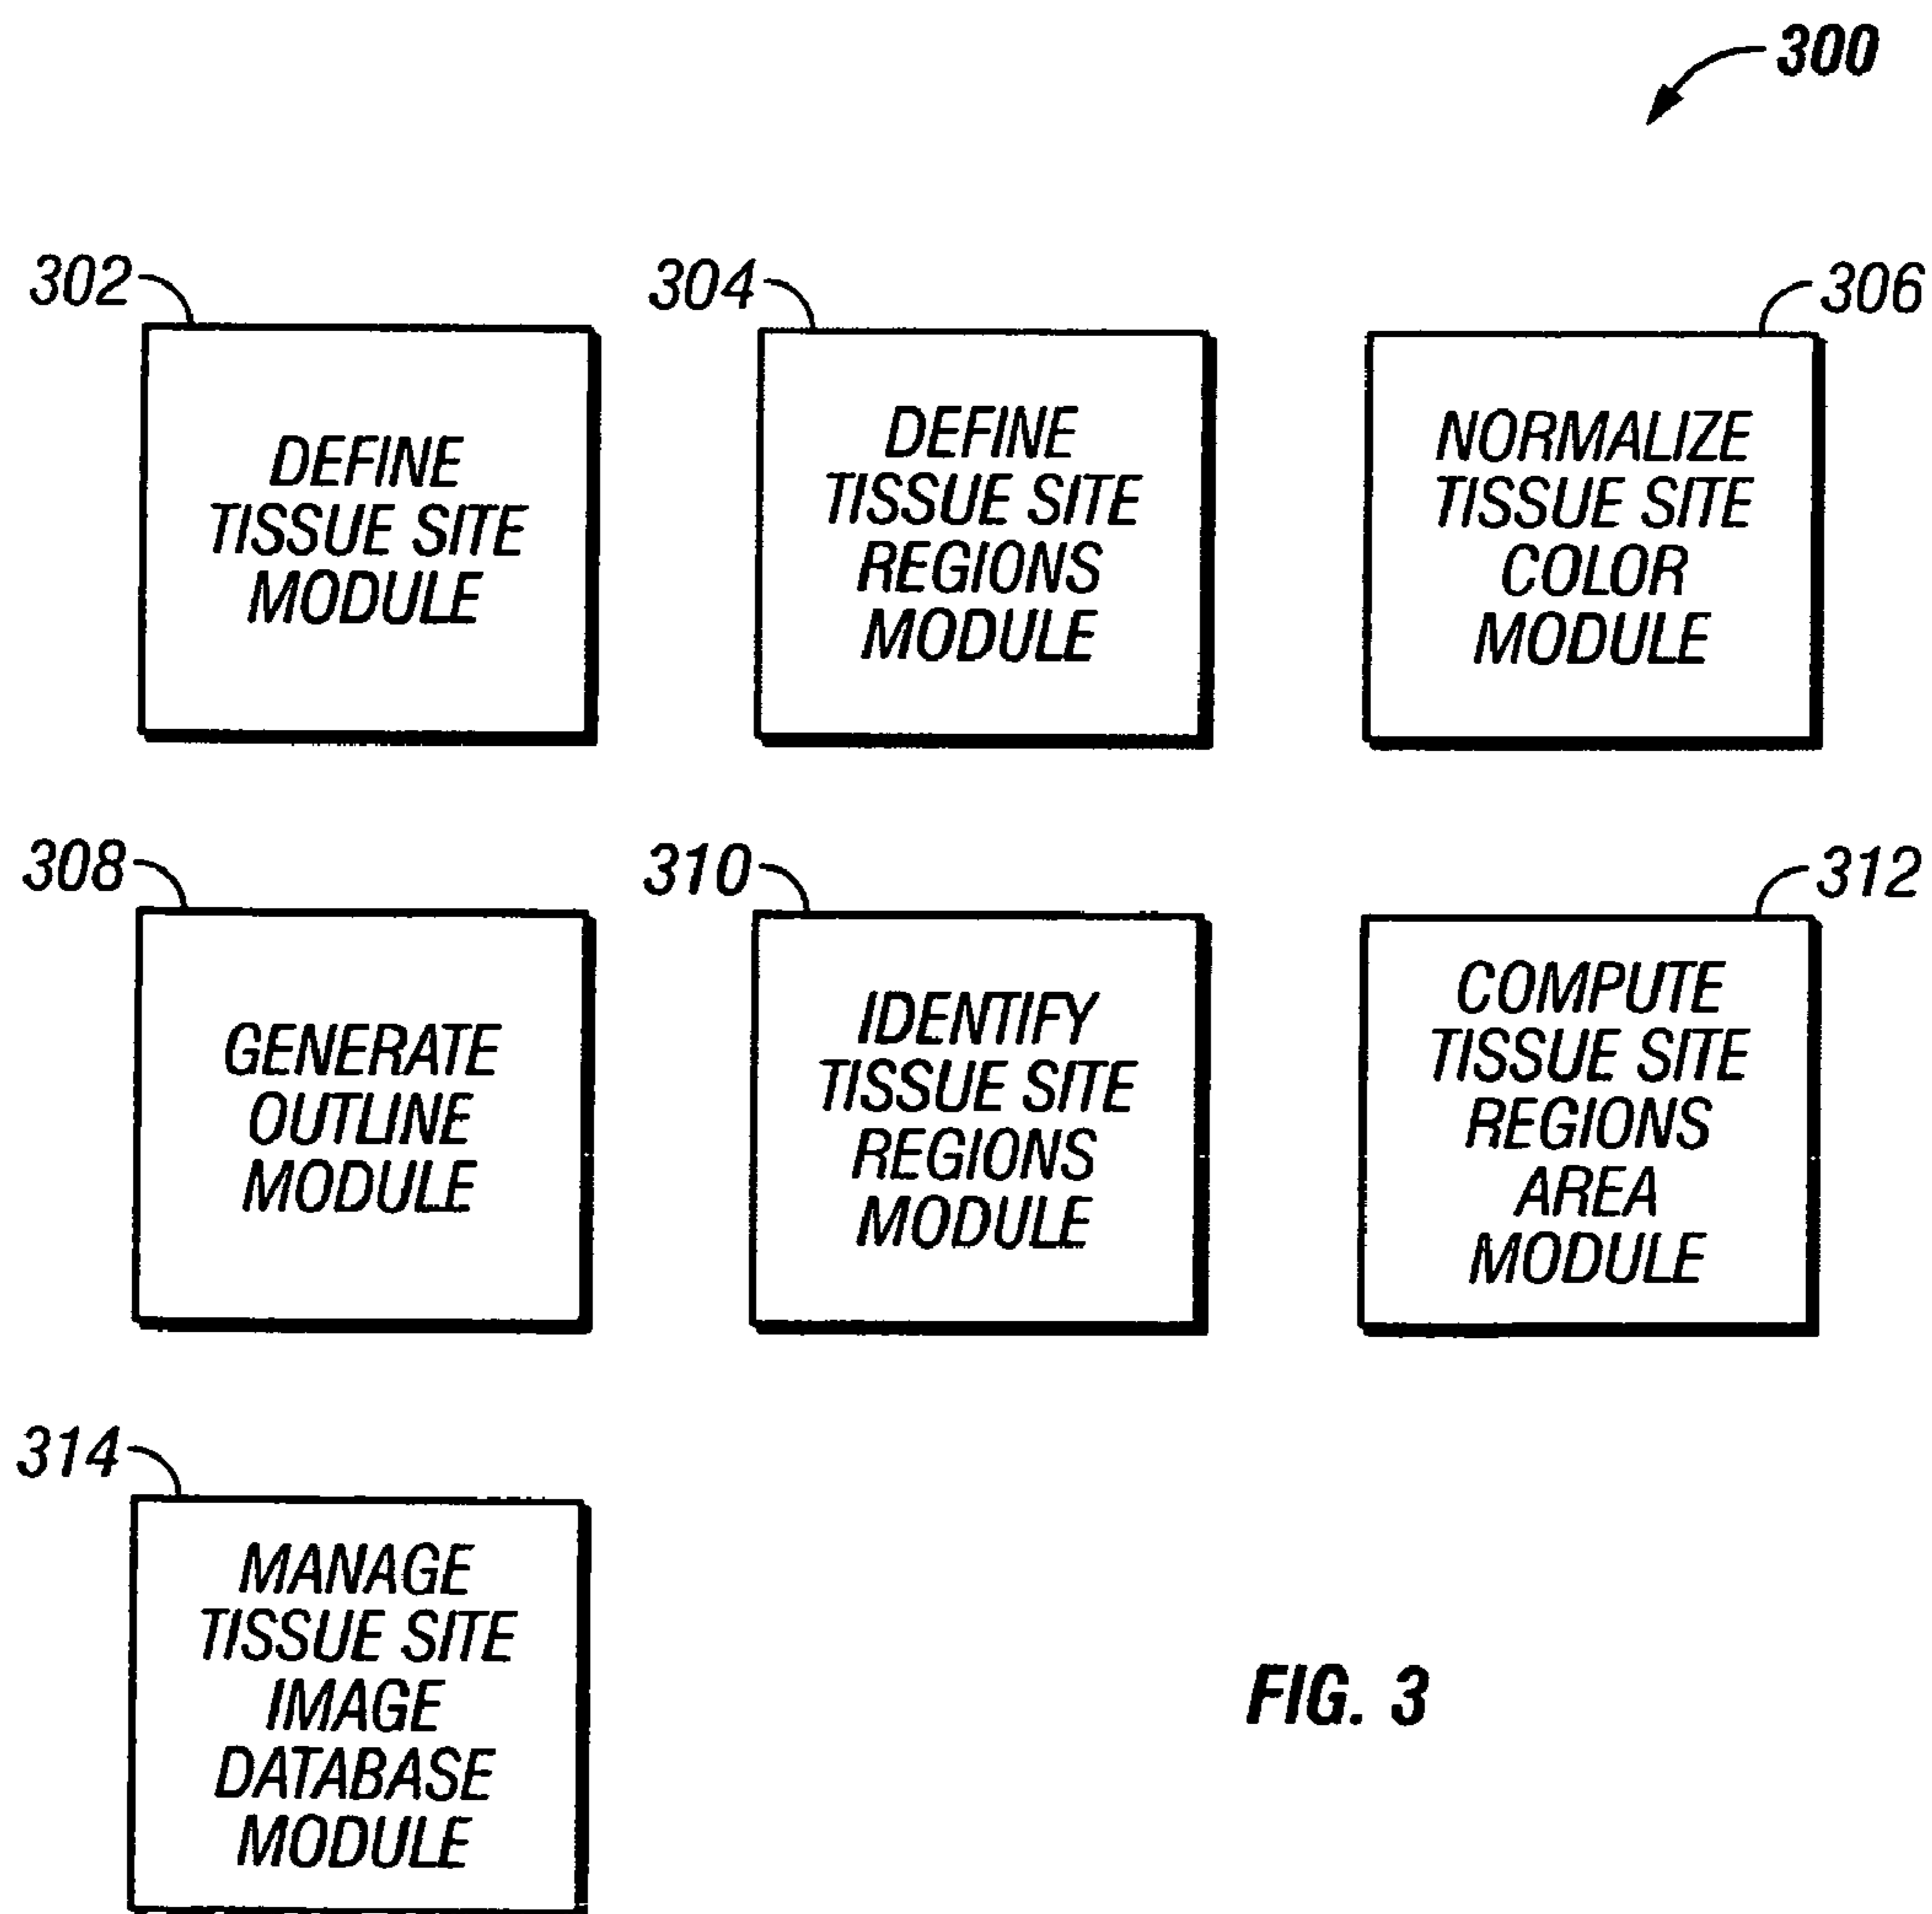 300
302
DEFINE
TISSUE SITE
MODULE
304
DEFINE
TISSUE SITE
REGIONS
MODULE
306
NORMALIZE
TISSUE SITE
COLOR
MODULE
308
GENERATE
OUTLINE
MODULE
310
IDENTIFY
TISSUE SITE
REGIONS
MODULE
312
COMPUTE
TISSUE SITE
REGIONS
AREA
MODULE
314
MANAGE
TISSUE SITE
IMAGE
DATABASE
MODULE
FIG. 3